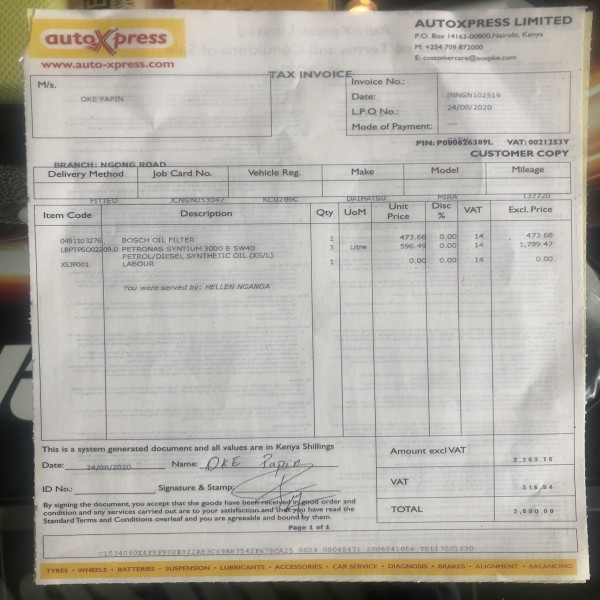 autoXpress
www.auto-xpress.com
AUTOXPRESS LIMITED
P.O. Box 14163-00800,Nairobi, Kenya
M: +254 709 872000
TAX INVOICE
M/s.
OKE PAPIN
Invoice No.: INNGN102519
Date: 24/08/2020
L.P.O No.: ---
Mode of Payment:
PIN: P000626389L VAT: 0021253Y
CUSTOMER COPY
BRANCH: NGONG ROAD
Delivery Method Job Card No. Vehicle Reg. Make Model Mileage
FITTED KCU286C DAIHATSU MIRA 137720
Item Code Description Qty UoM Unit Price Disc % VAT Excl. Price
0451103276 BOSCH OIL FILTER 1 473.68 0.00 14 473.68
PETRONAS SYNTIUM 3000 E 5W40 3 Litre 596.49 0.00 14 1,789.47
PETROL/DIESEL SYNTHETIC OIL (XS/L)
XSJP001 LABOUR 1 0.00 0.00 14 0.00
You were served by: HELLEN NGANGA
This is a system generated document and all values are in Kenya Shillings
Date: 24/08/2020 Name: OKE Papin
ID No.: Signature & Stamp:
By signing the document, you accept that the goods have been received in good order and
condition and any services carried out are to your satisfaction and that you have read the
Standard Terms and Conditions overleaf and you are agreeable and bound by them.
Amount excl VAT 2,263.16
VAT 316.84
TOTAL 2,580.00
Page 1 of 1
TYRES • WHEELS • BATTERIES • SUSPENSION • LUBRICANTS • ACCESSORIES • CAR SERVICE • DIAGNOSIS • BRAKES • ALIGNMENT • BALANCING